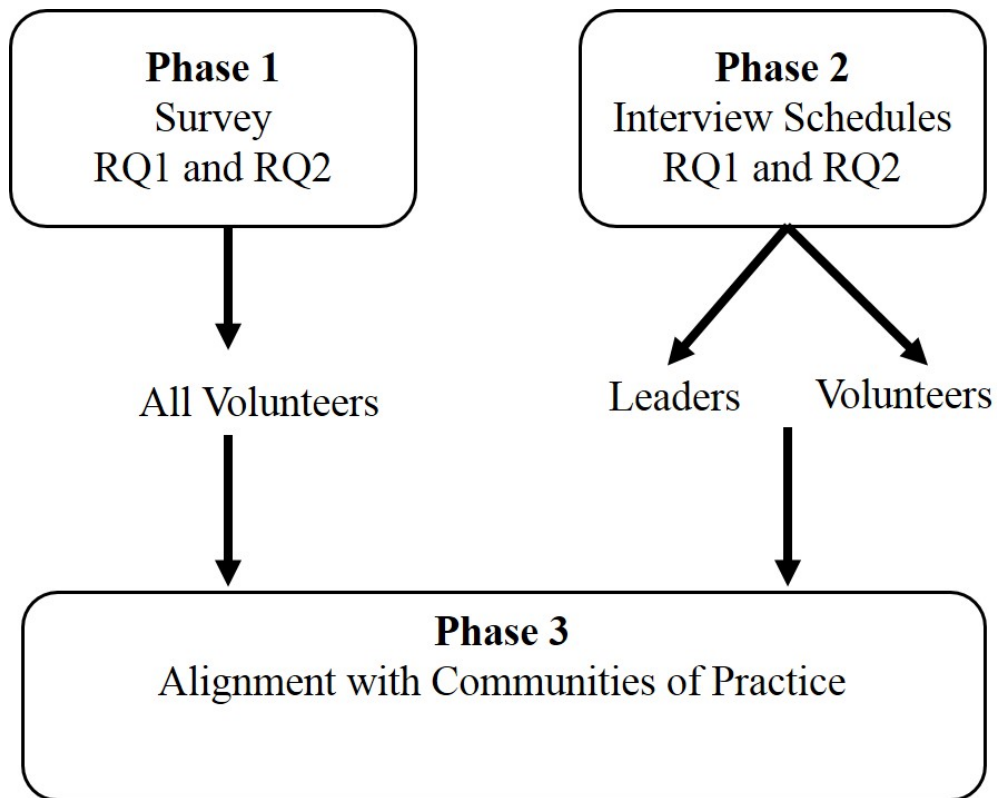 Phase 1
Survey
RQ1 and RQ2
Phase 2
Interview Schedules
RQ1 and RQ2
All Volunteers
Leaders
Volunteers
Phase 3
Alignment with Communities of Practice